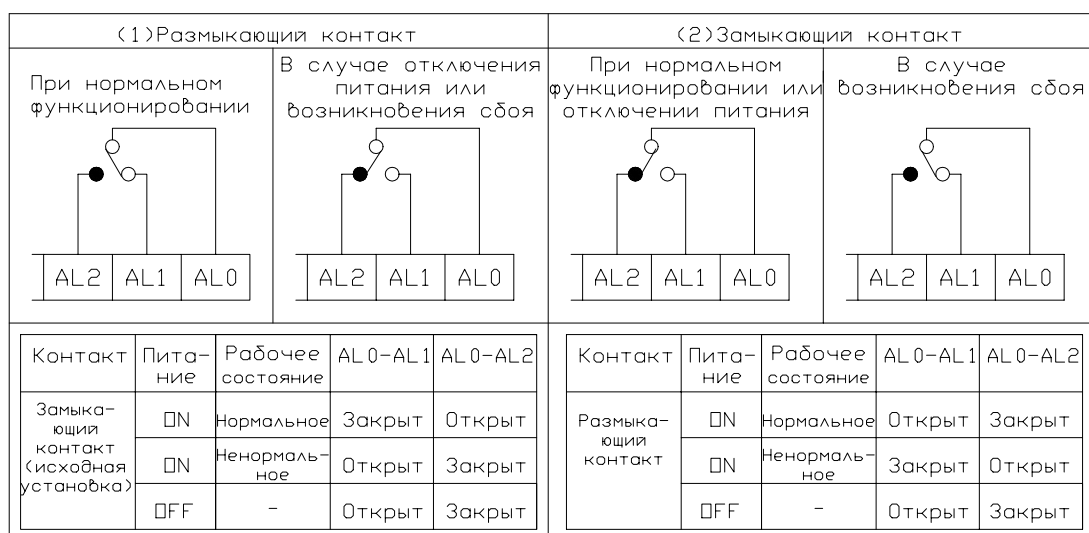 (1)Размыкающий контакт
(2)Замыкающий контакт
При нормальном
функционировании
В случае отключения
питания или
возникновения сбоя
При нормальном
функционировании или
отключении питания
В случае
возникновения сбоя
AL2 AL1 AL0
AL2 AL1 AL0
AL2 AL1 AL0
AL2 AL1 AL0
Контакт Пита- Рабочее AL0-AL1 AL0-AL2
ние состояние
Замыка-
ющий
контакт
(исходная
установка)
ON Нормальное Закрыт Открыт
ON Ненормаль- Открыт Закрыт
ное
OFF - Открыт Закрыт
Контакт Пита- Рабочее AL0-AL1 AL0-AL2
ние состояние
Размыка-
ющий
контакт
ON Нормальное Открыт Закрыт
ON Ненормаль- Закрыт Открыт
ное
OFF - Открыт Закрыт